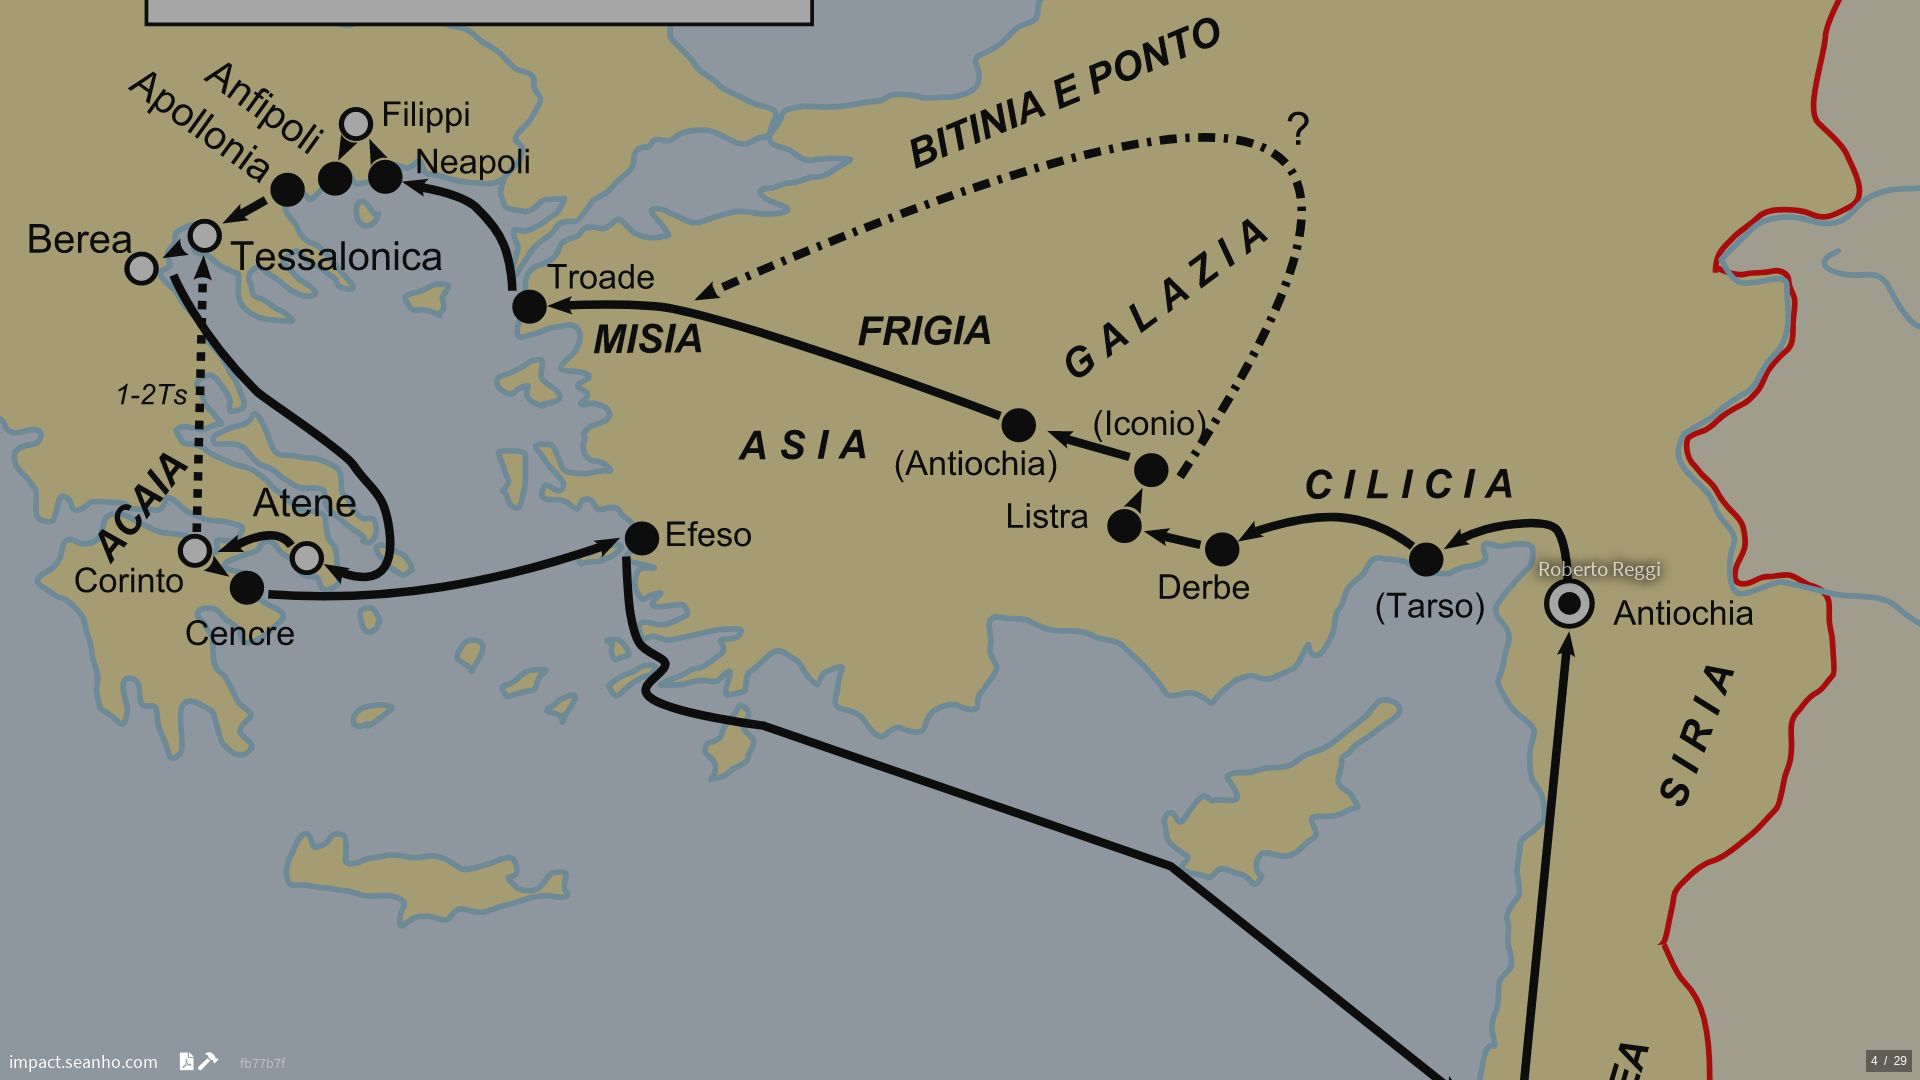 BITINIA E PONTO
?
Anfipoli
Apollonia
Filippi
Neapoli
Berea
Tessalonica
Troade
MISIA
FRIGIA
GALAZIA
1-2Ts
ASIA
(Iconio)
(Antiochia)
CILICIA
ACAIA
Atene
Listra
Efeso
Corinto
Derbe
(Tarso)
Roberto Reggi
Antiochia
Cencre
SIRIA
EA
impact.seanho.com
fb77b7f
4 / 29